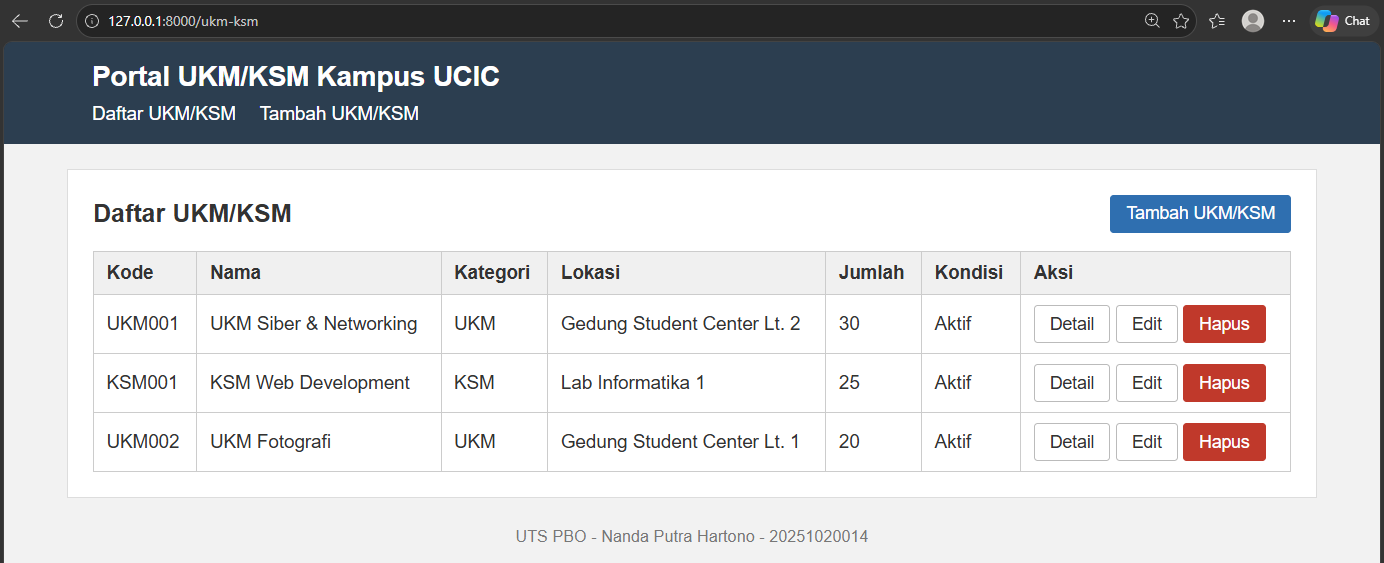 127.0.0.1:8000/ukm-ksm
Chat
Portal UKM/KSM Kampus UCIC
Daftar UKM/KSM Tambah UKM/KSM
Daftar UKM/KSM
Tambah UKM/KSM
Kode Nama Kategori Lokasi Jumlah Kondisi Aksi
UKM001 UKM Siber & Networking UKM Gedung Student Center Lt. 2 30 Aktif Detail Edit Hapus
KSM001 KSM Web Development KSM Lab Informatika 1 25 Aktif Detail Edit Hapus
UKM002 UKM Fotografi UKM Gedung Student Center Lt. 1 20 Aktif Detail Edit Hapus
UTS PBO - Nanda Putra Hartono - 20251020014